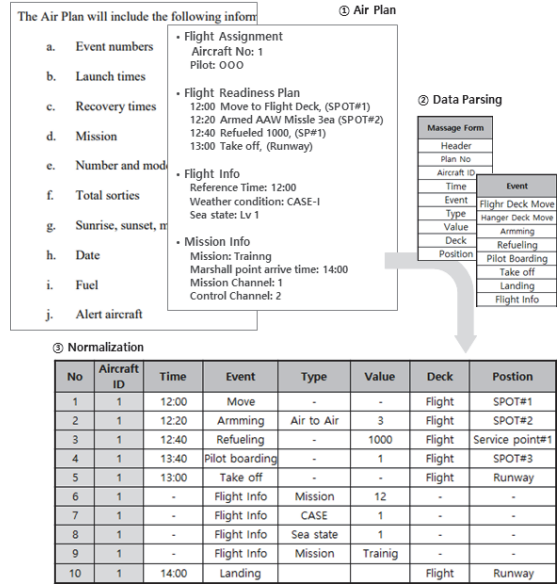 ① Air Plan
The Air Plan will include the following inform
a. Event numbers
b. Launch times
c. Recovery times
d. Mission
e. Number and mode
f. Total sorties
g. Sunrise, sunset, m
h. Date
i. Fuel
j. Alert aircraft
• Flight Assignment
Aircraft No: 1
Pilot: OOO
• Flight Readiness Plan
12:00 Move to Flight Deck, (SPOT#1)
12:20 Armed AAW Missle 3ea (SPOT#2)
12:40 Refueled 1000, (SP#1)
13:00 Take off, (Runway)
• Flight Info
Reference Time: 12:00
Weather condition: CASE-I
Sea state: Lv 1
• Mission Info
Mission: Trainng
Marshall point arrive time: 14:00
Mission Channel: 1
Control Channel: 2
② Data Parsing
Massage Form
Header
Plan No
Aircraft ID
Time
Event
Type
Value
Deck
Position
Event
Flighr Deck Move
Hanger Deck Move
Armming
Refueling
Pilot Boarding
Take off
Landing
Flight Info
③ Normalization
No Aircraft ID Time Event Type Value Deck Postion
1 1 12:00 Move - - Flight SPOT#1
2 1 12:20 Armming Air to Air 3 Flight SPOT#2
3 1 12:40 Refueling - 1000 Flight Service point#1
4 1 13:40 Pilot boarding - 1 Flight SPOT#3
5 1 13:00 Take off - - Flight Runway
6 1 - Flight Info Mission 12 - -
7 1 - Flight Info CASE 1 - -
8 1 - Flight Info Sea state 1 - -
9 1 - Flight Info Mission Trainig - -
10 1 14:00 Landing Flight Runway